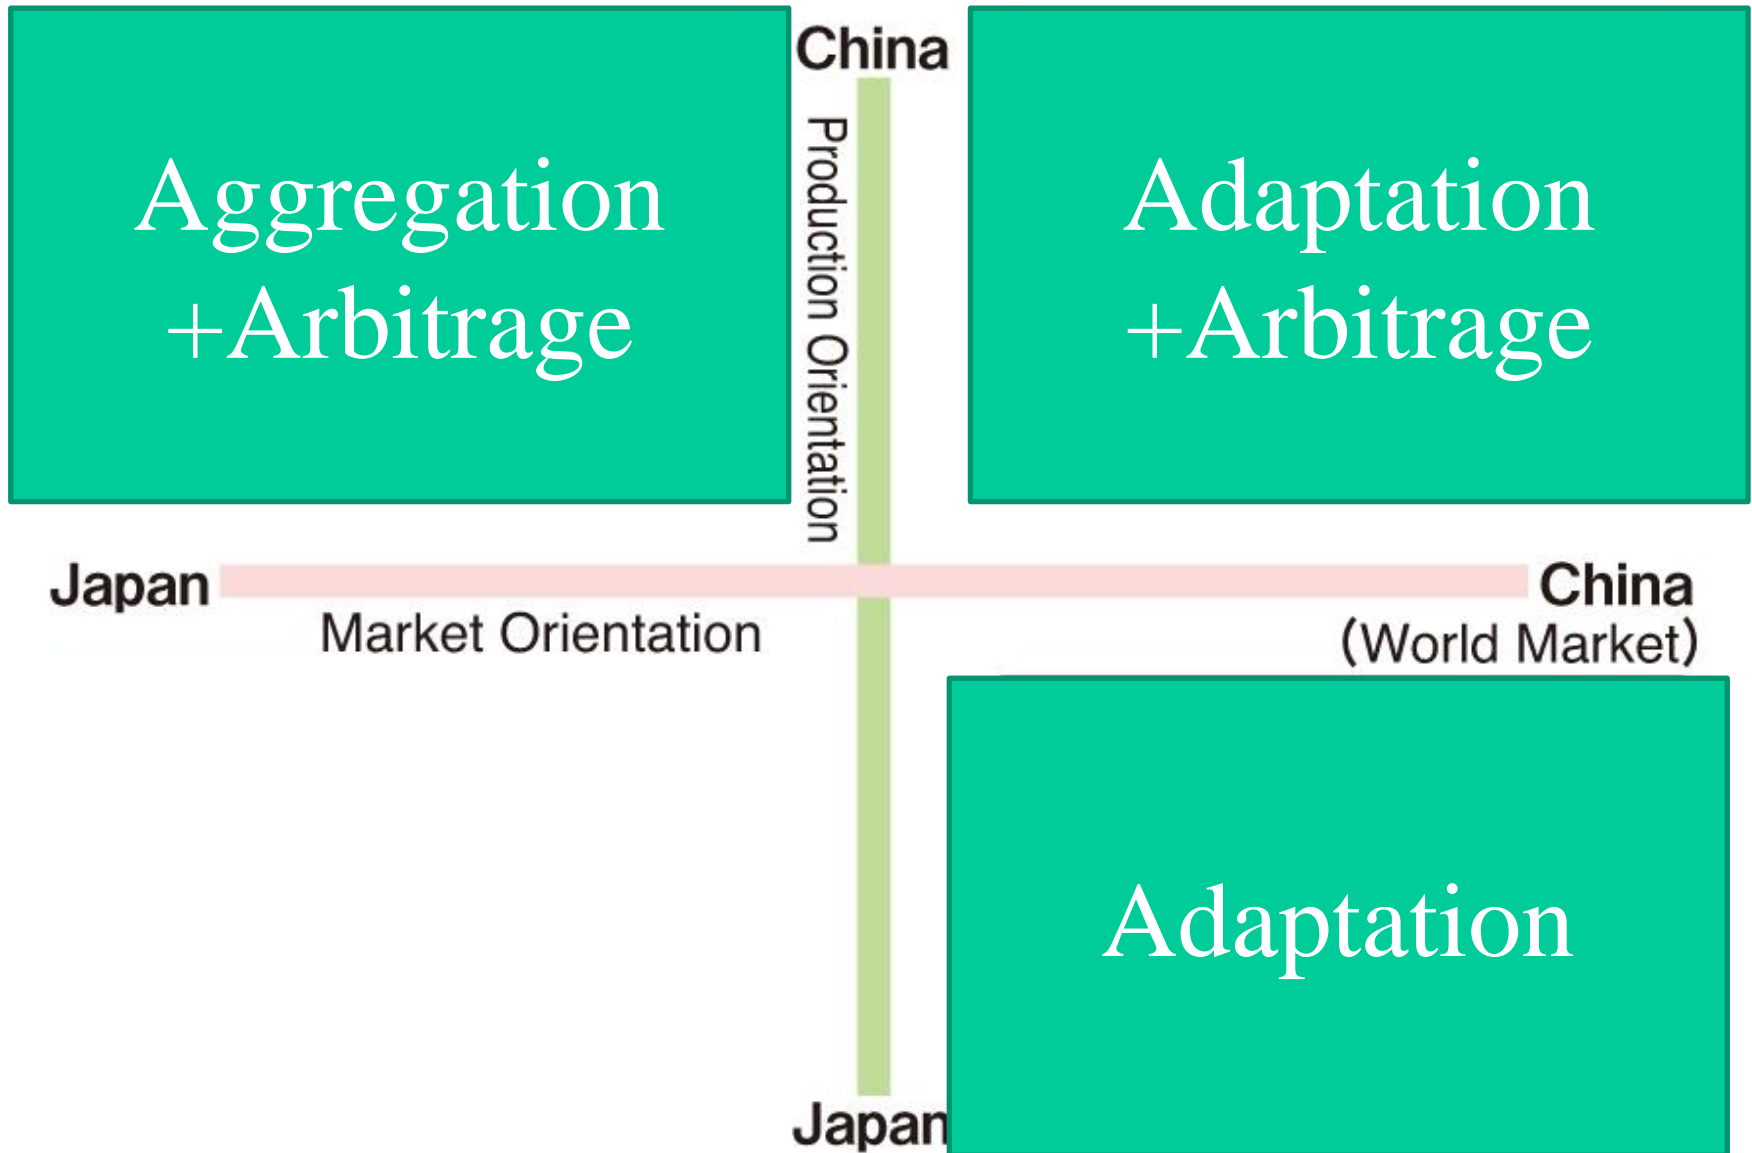 China
Aggregation
+Arbitrage
Production Orientation
Adaptation
+Arbitrage
Japan
China
Market Orientation
(World Market)
Adaptation
Japan